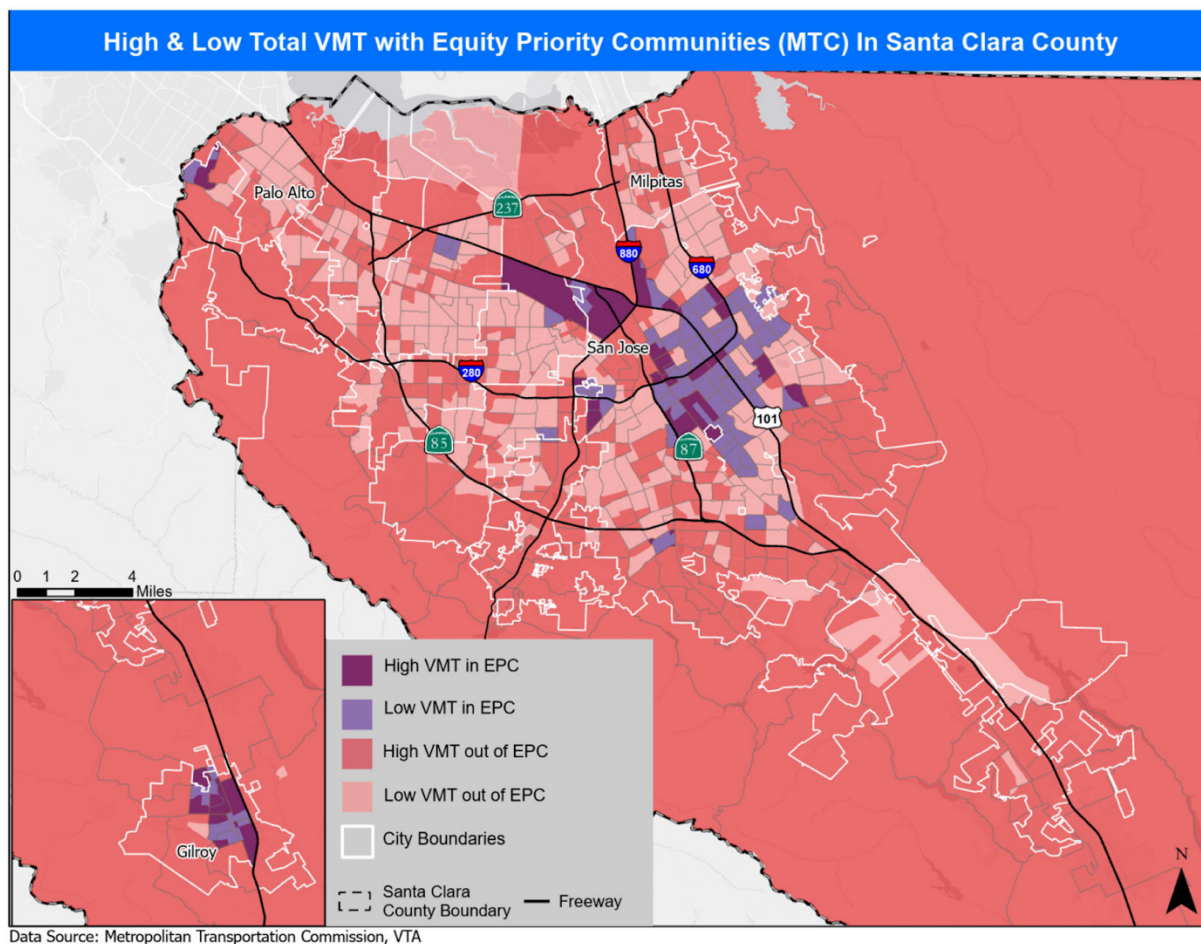 High & Low Total VMT with Equity Priority Communities (MTC) In Santa Clara County
Palo Alto
Milpitas
CALIFORNIA
237
880
680
San Jose
280
101
85
87
0 1 2 4
Miles
Gilroy
High VMT in EPC
Low VMT in EPC
High VMT out of EPC
Low VMT out of EPC
City Boundaries
Santa Clara
County Boundary
Freeway
N
Data Source: Metropolitan Transportation Commission, VTA